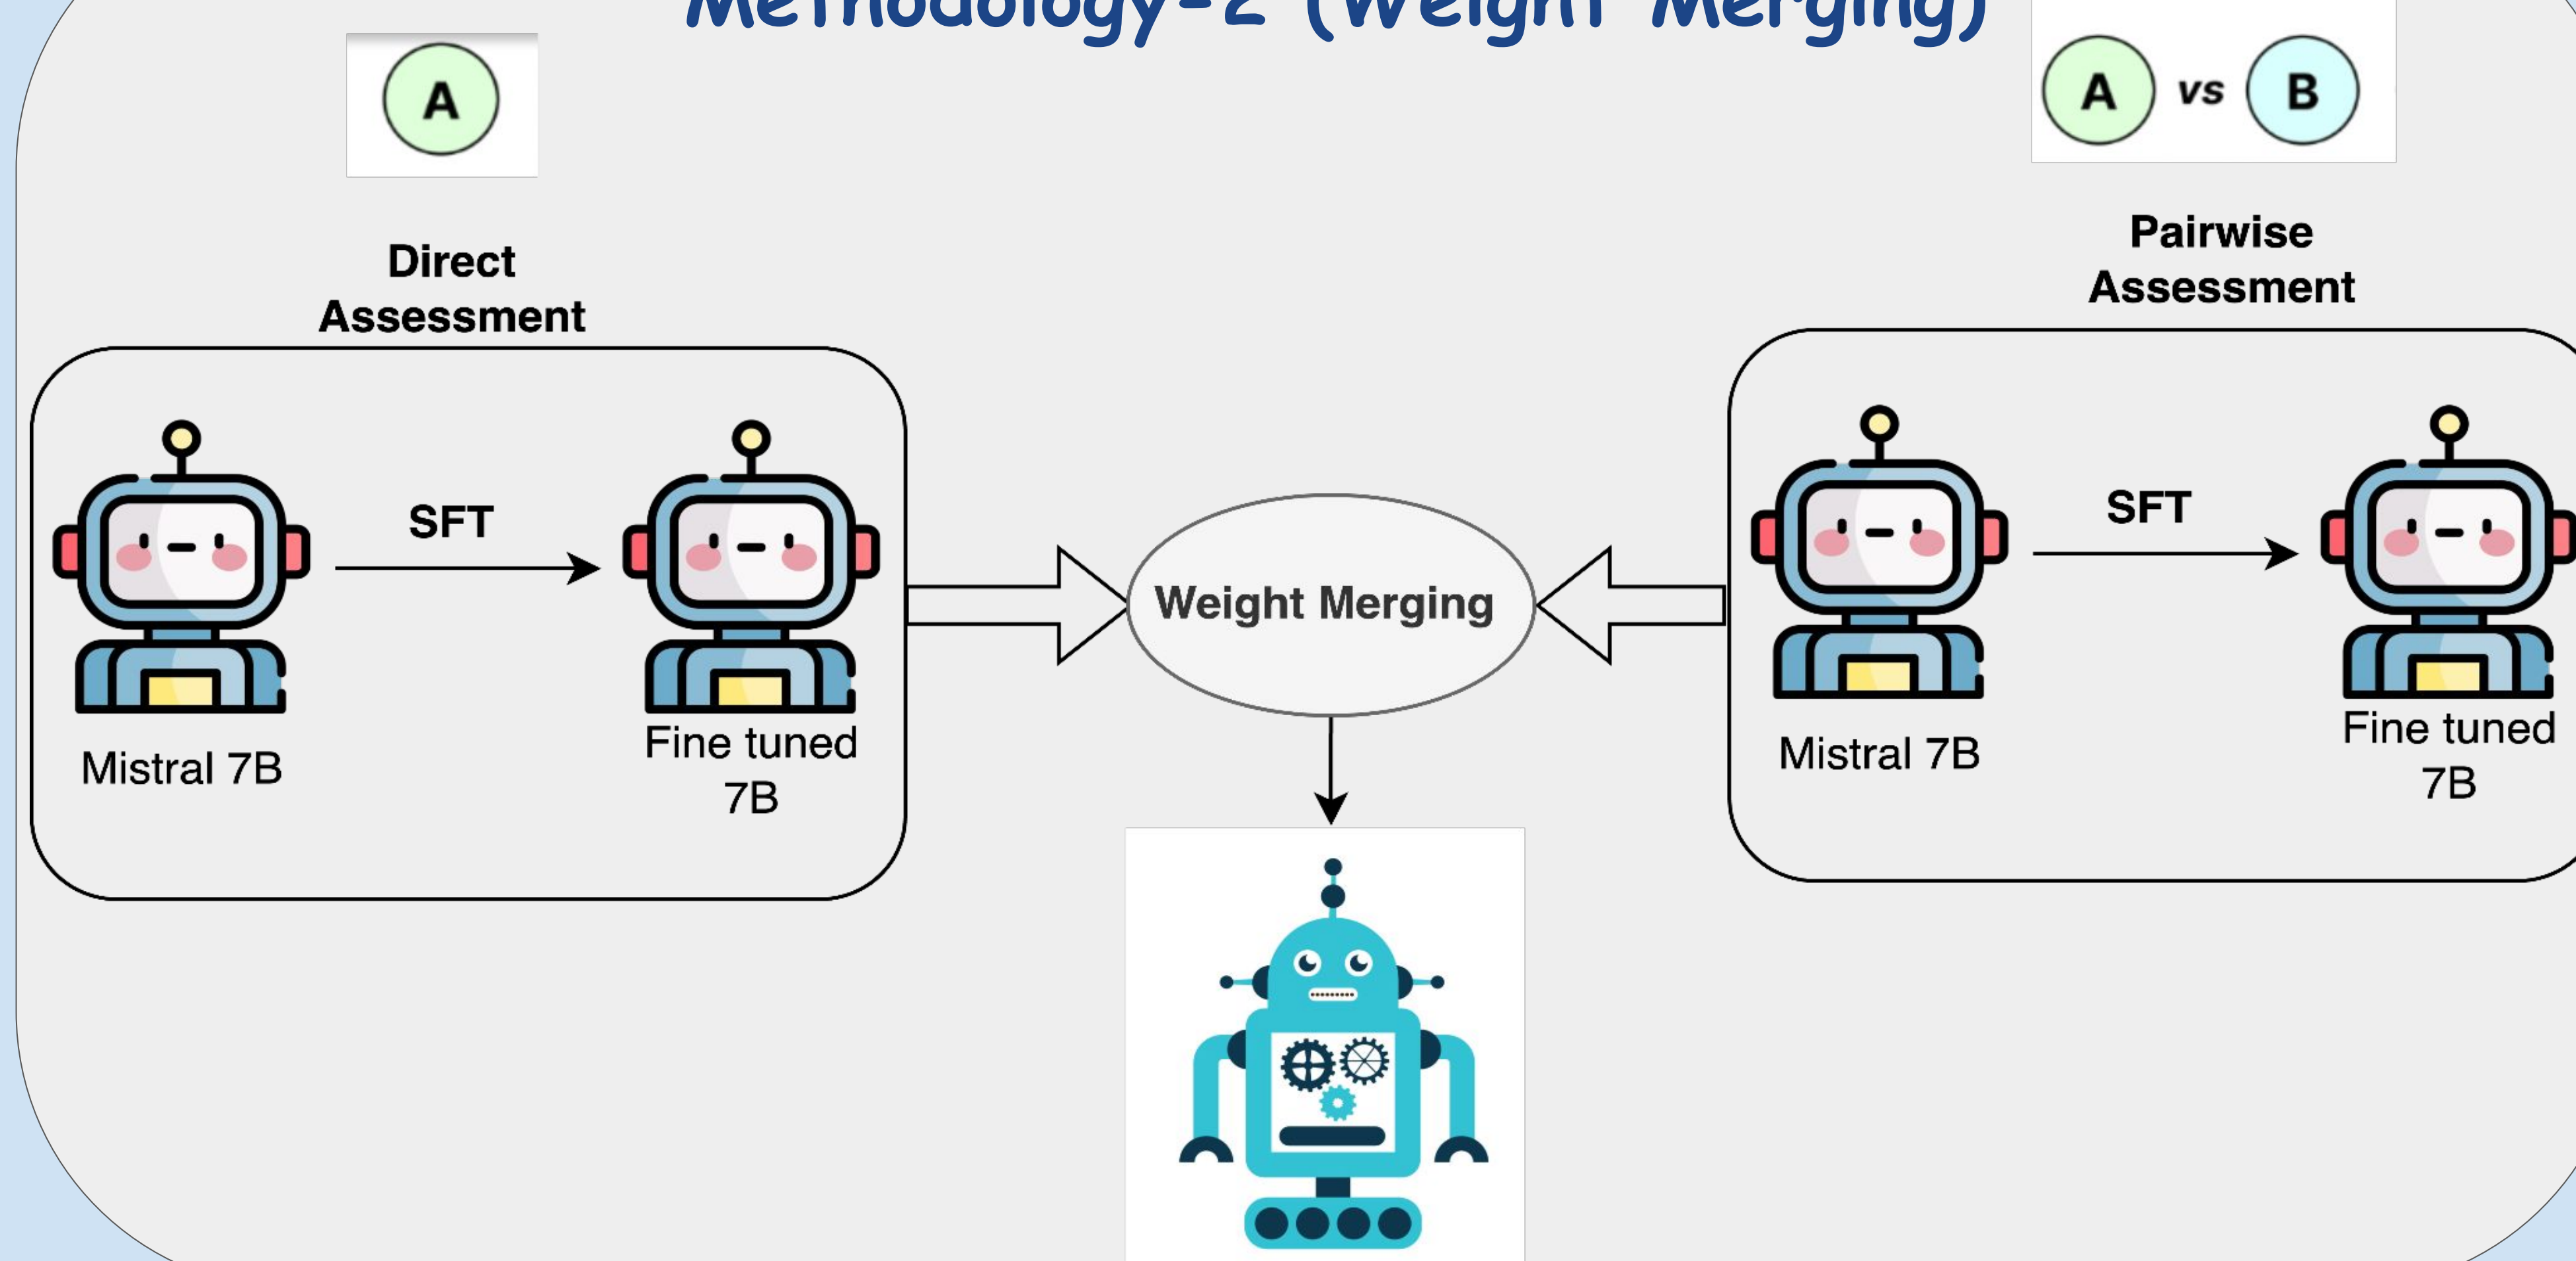 Methodology-2 (Weight Merging)
A
A vs B
Direct
Assessment
Pairwise
Assessment
SFT
Mistral 7B
Fine tuned
7B
Weight Merging
SFT
Mistral 7B
Fine tuned
7B